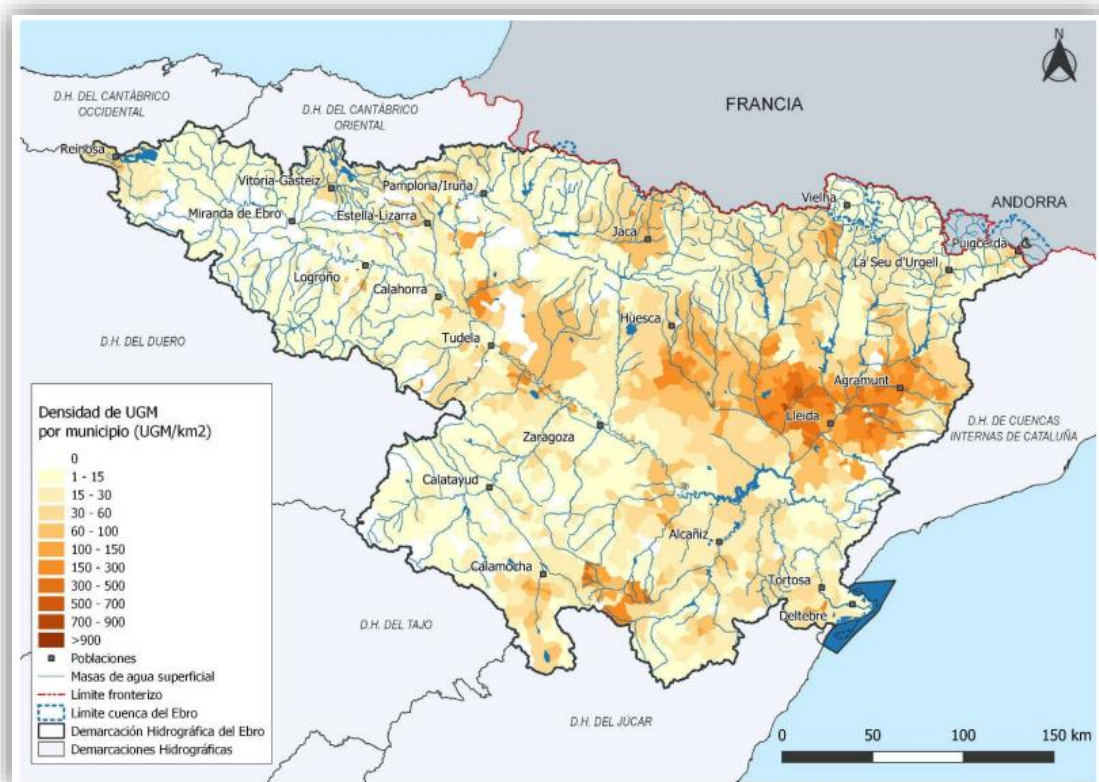 N
D.H. DEL CANTÁBRICO
OCCIDENTAL
D.H. DEL CANTÁBRICO
ORIENTAL
FRANCIA
ANDORRA
Reinosa
Vitoria-Gasteiz
Pamplona/Iruña
Vielha
Miranda de Ebro
Estella-Lizarra
Jaca
Puigcerdà
La Seu d'Urgell
Logroño
Calahorra
Huesca
D.H. DEL DUERO
Tudela
Agramunt
Lleida
D.H. DE CUENCAS
INTERNAS DE CATALUÑA
Zaragoza
Calatayud
Alcañiz
Calamocha
Tortosa
Deltebre
D.H. DEL TAJO
D.H. DEL JÚCAR
Densidad de UGM
por municipio (UGM/km2)
0
1 - 15
15 - 30
30 - 60
60 - 100
100 - 150
150 - 300
300 - 500
500 - 700
700 - 900
>900
Poblaciones
Masas de agua superficial
Límite fronterizo
Límite cuenca del Ebro
Demarcación Hidrográfica del Ebro
Demarcaciones Hidrográficas
0 50 100 150 km